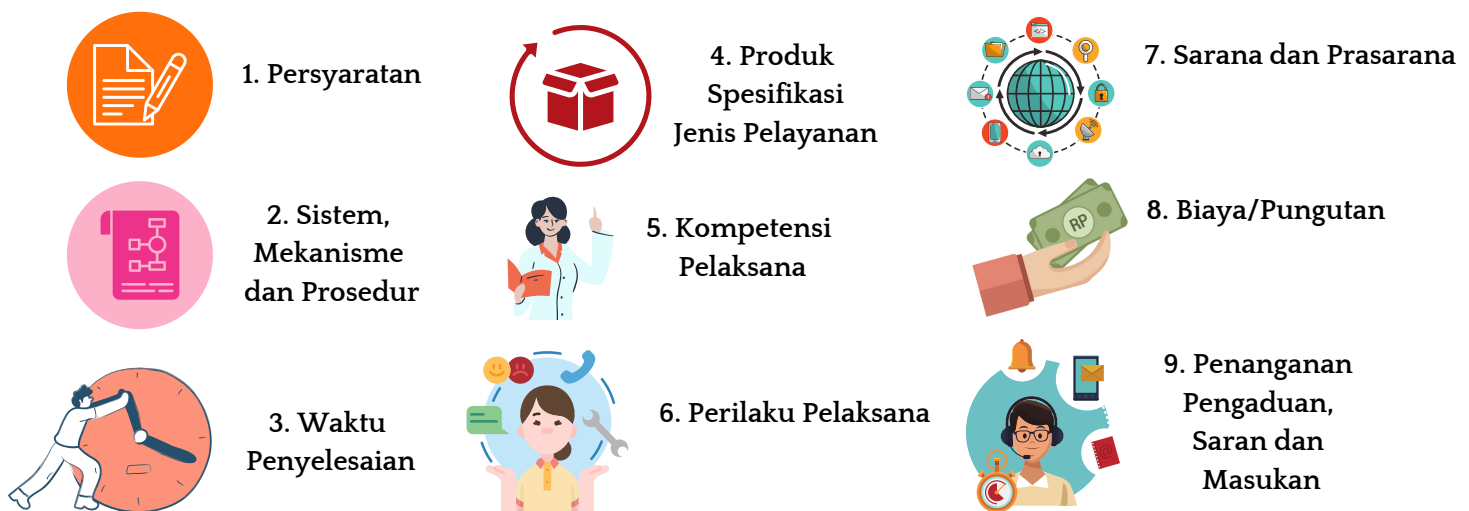 1. Persyaratan
2. Sistem,
Mekanisme
dan Prosedur
3. Waktu
Penyelesaian
4. Produk
Spesifikasi
Jenis Pelayanan
5. Kompetensi
Pelaksana
6. Perilaku Pelaksana
7. Sarana dan Prasarana
8. Biaya/Pungutan
RP
9. Penanganan
Pengaduan,
Saran dan
Masukan
@